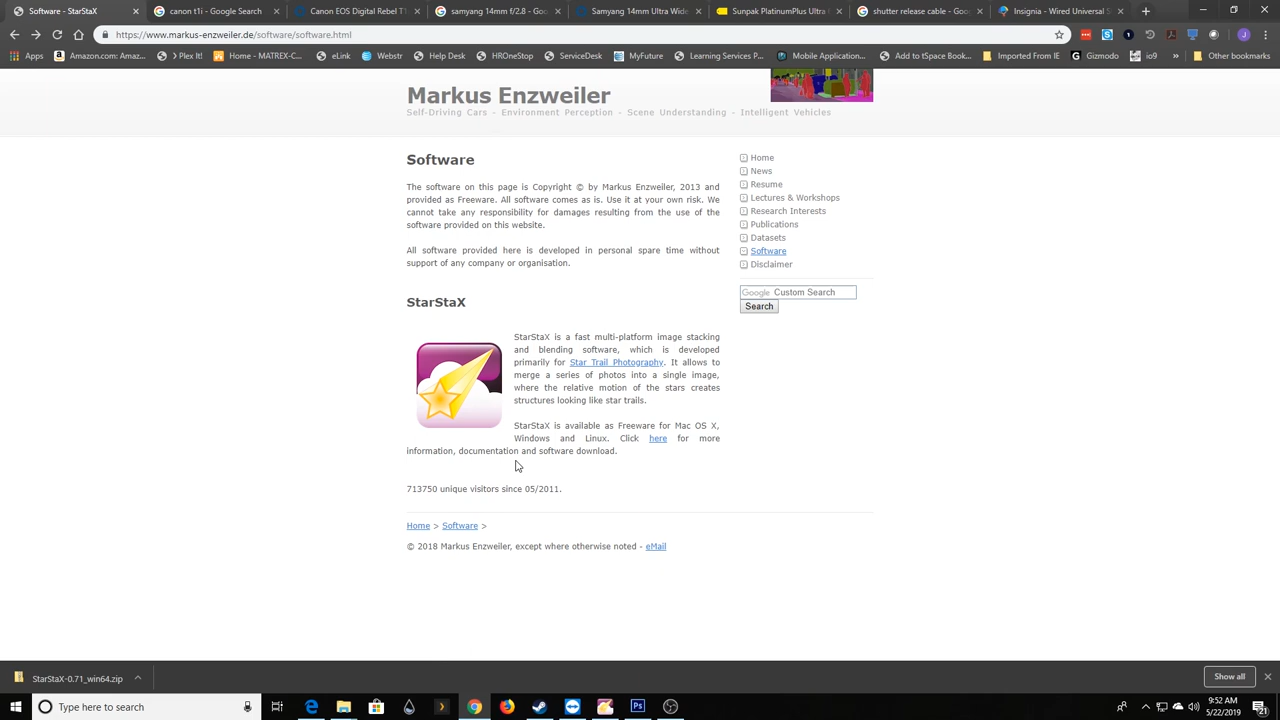 Software - StarStaX
canon t1i - Google Search
Canon EOS Digital Rebel T1
samyang 14mm f/2.8 - Goo
Samyang 14mm Ultra Wide
Sunpak PlatinumPlus Ultra
shutter release cable - Goo
Insignia - Wired Universal S
https://www.markus-enzweiler.de/software/software.html
Apps
Amazon.com: Amaz...
> Plex It!
Home - MATREX-C...
eLink
Webstr
Help Desk
HROneStop
ServiceDesk
MyFuture
Learning Services P...
Mobile Application...
Add to tSpace Book...
Imported From IE
Gizmodo
io9
»
Other bookmarks
Markus Enzweiler
Self-Driving Cars - Environment Perception - Scene Understanding - Intelligent Vehicles
Software
The software on this page is Copyright © by Markus Enzweiler, 2013 and
provided as Freeware. All software comes as is. Use it at your own risk. We
cannot take any responsibility for damages resulting from the use of the
software provided on this website.
All software provided here is developed in personal spare time without
support of any company or organisation.
StarStaX
StarStaX is a fast multi-platform image stacking
and blending software, which is developed
primarily for Star Trail Photography. It allows to
merge a series of photos into a single image,
where the relative motion of the stars creates
structures looking like star trails.
StarStaX is available as Freeware for Mac OS X,
Windows and Linux. Click here for more
information, documentation and software download.
713750 unique visitors since 05/2011.
Home > Software >
© 2018 Markus Enzweiler, except where otherwise noted - eMail
Home
News
Resume
Lectures & Workshops
Research Interests
Publications
Datasets
Software
Disclaimer
Google Custom Search
Search
StarStaX-0.71_win64.zip
Show all
Type here to search
Ps
9:52 AM
5/22/2019
21